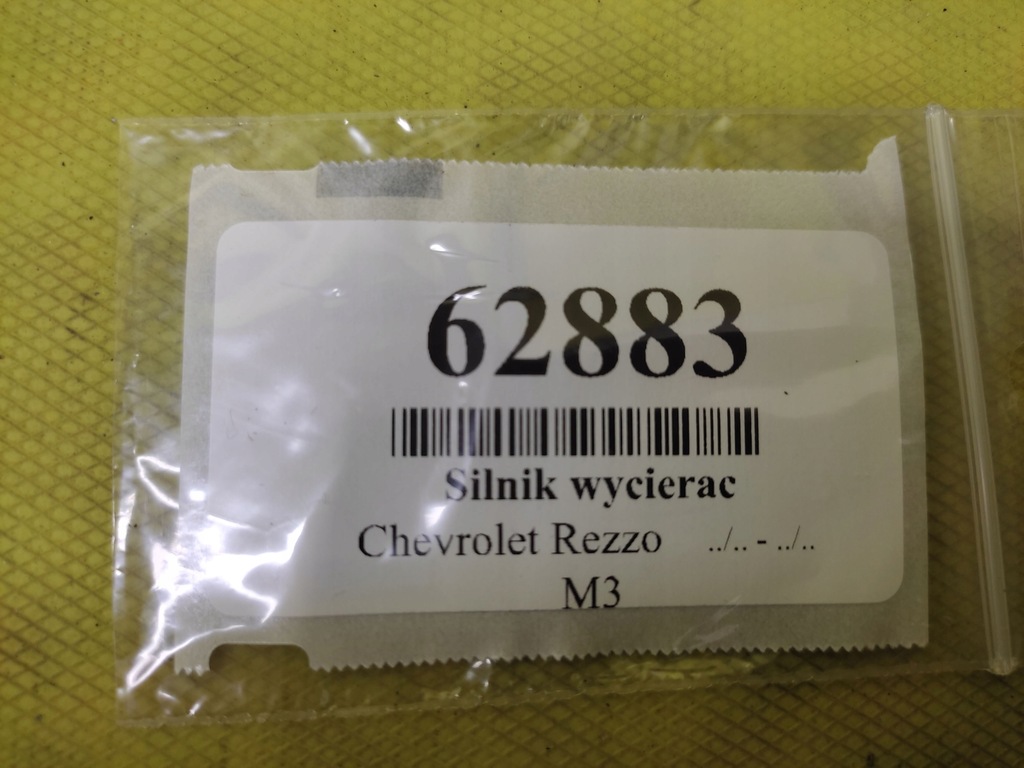 62883
Silnik wycierac
Chevrolet Rezzo ../.. - ../..
M3